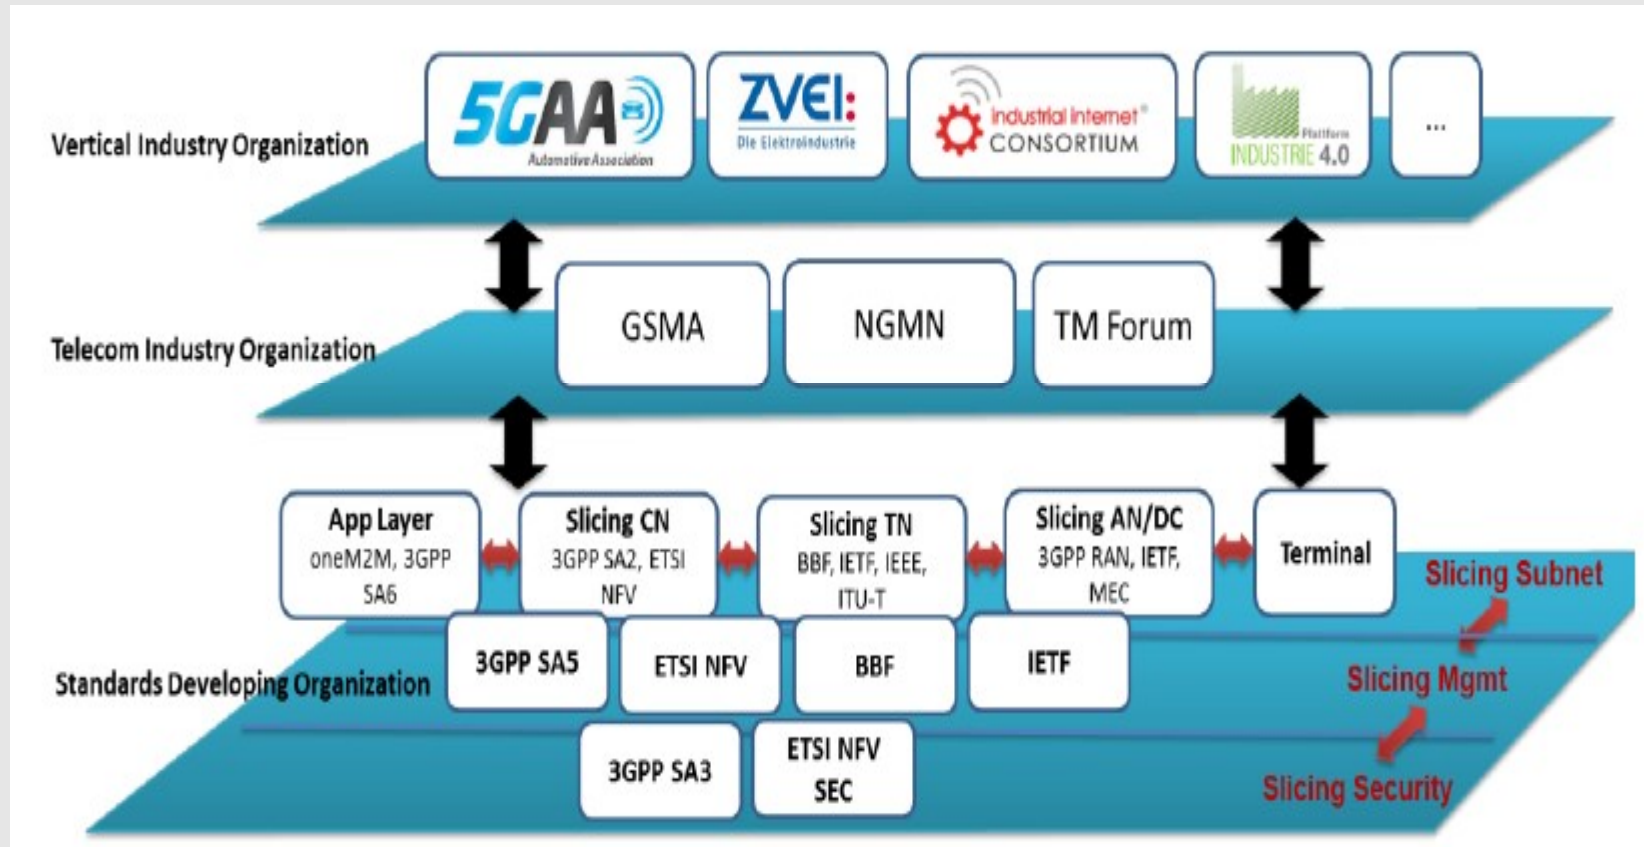 Vertical Industry Organization
5GAA
Automotive Association
ZVEI:
Die Elektroindustrie
industrial internet®
CONSORTIUM
Plattform
INDUSTRIE 4.0
...
Telecom Industry Organization
GSMA
NGMN
TM Forum
App Layer
oneM2M, 3GPP
SA6
Slicing CN
3GPP SA2, ETSI
NFV
Slicing TN
BBF, IETF, IEEE,
ITU-T
Slicing AN/DC
3GPP RAN, IETF,
MEC
Terminal
Slicing Subnet
Standards Developing Organization
3GPP SA5
ETSI NFV
BBF
IETF
Slicing Mgmt
3GPP SA3
ETSI NFV
SEC
Slicing Security